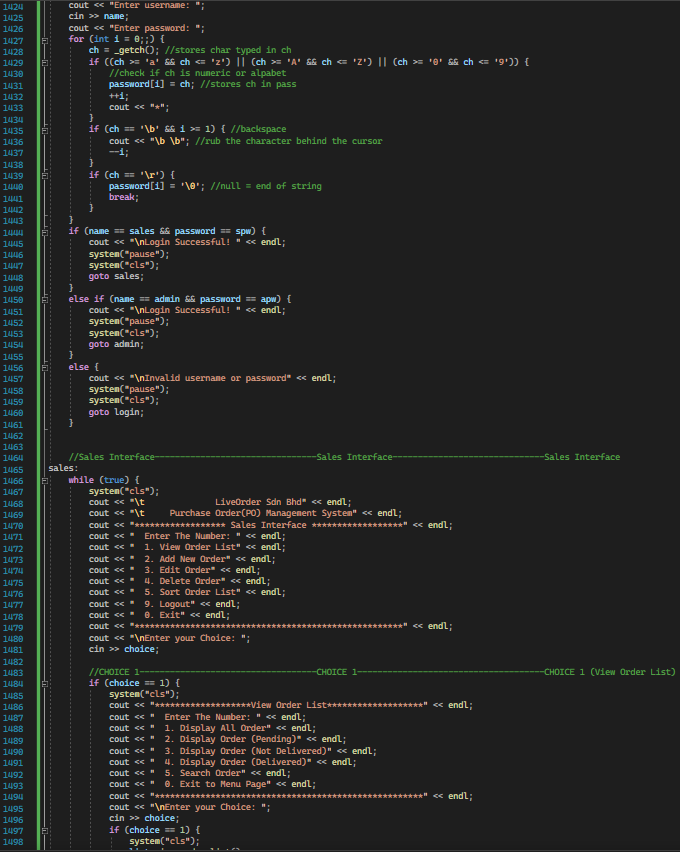 1424 cout << "Enter username: ";
1425 cin >> name;
1426 cout << "Enter password: ";
1427 for (int i = 0;;) {
1428 ch = _getch(); //stores char typed in ch
1429 if ((ch >= 'a' && ch <= 'z') || (ch >= 'A' && ch <= 'Z') || (ch >= '0' && ch <= '9')) {
1430 //check if ch is numeric or alpabet
1431 password[i] = ch; //stores ch in pass
1432 ++i;
1433 cout << "*";
1434 }
1435 if (ch == '\b' && i >= 1) { //backspace
1436 cout << "\b \b"; //rub the character behind the cursor
1437 --i;
1438 }
1439 if (ch == '\r') {
1440 password[i] = '\0'; //null = end of string
1441 break;
1442 }
1443 }
1444 if (name == sales && password == spw) {
1445 cout << "\nLogin Successful! " << endl;
1446 system("pause");
1447 system("cls");
1448 goto sales;
1449 }
1450 else if (name == admin && password == apw) {
1451 cout << "\nLogin Successful! " << endl;
1452 system("pause");
1453 system("cls");
1454 goto admin;
1455 }
1456 else {
1457 cout << "\nInvalid username or password" << endl;
1458 system("pause");
1459 system("cls");
1460 goto login;
1461 }
1462
1463
1464 //Sales Interface-------------------------------Sales Interface-----------------------------Sales Interface
1465 sales:
1466 while (true) {
1467 system("cls");
1468 cout << "\t              LiveOrder Sdn Bhd" << endl;
1469 cout << "\t     Purchase Order(PO) Management System" << endl;
1470 cout << "****************** Sales Interface ******************" << endl;
1471 cout << "  Enter The Number: " << endl;
1472 cout << "  1. View Order List" << endl;
1473 cout << "  2. Add New Order" << endl;
1474 cout << "  3. Edit Order" << endl;
1475 cout << "  4. Delete Order" << endl;
1476 cout << "  5. Sort Order List" << endl;
1477 cout << "  9. Logout" << endl;
1478 cout << "  0. Exit" << endl;
1479 cout << "*****************************************************" << endl;
1480 cout << "\nEnter your Choice: ";
1481 cin >> choice;
1482
1483 //CHOICE 1----------------------------------CHOICE 1------------------------------------CHOICE 1 (View Order List)
1484 if (choice == 1) {
1485 system("cls");
1486 cout << "*******************View Order List*******************" << endl;
1487 cout << "  Enter The Number: " << endl;
1488 cout << "  1. Display All Order" << endl;
1489 cout << "  2. Display Order (Pending)" << endl;
1490 cout << "  3. Display Order (Not Delivered)" << endl;
1491 cout << "  4. Display Order (Delivered)" << endl;
1492 cout << "  5. Search Order" << endl;
1493 cout << "  0. Exit to Menu Page" << endl;
1494 cout << "*****************************************************" << endl;
1495 cout << "\nEnter your Choice: ";
1496 cin >> choice;
1497 if (choice == 1) {
1498 system("cls");